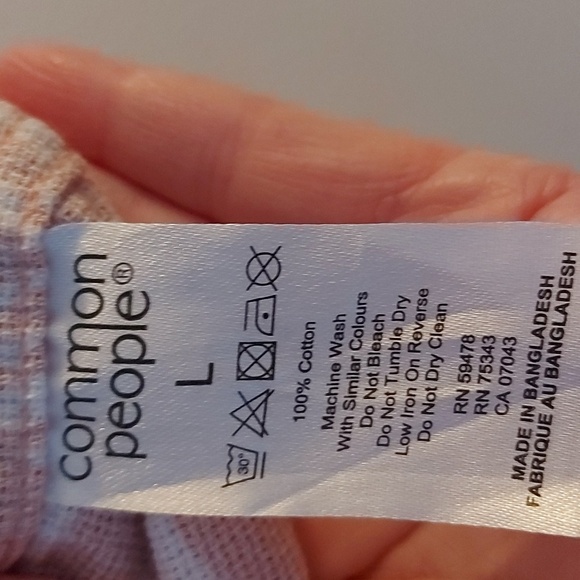 common
people®
L
30°
100% Cotton
Machine Wash
With Similar Colours
Do Not Bleach
Do Not Tumble Dry
Low Iron On Reverse
Do Not Dry Clean
RN 59478
RN 75343
CA 07043
MADE IN BANGLADESH
FABRIQUE AU BANGLADESH